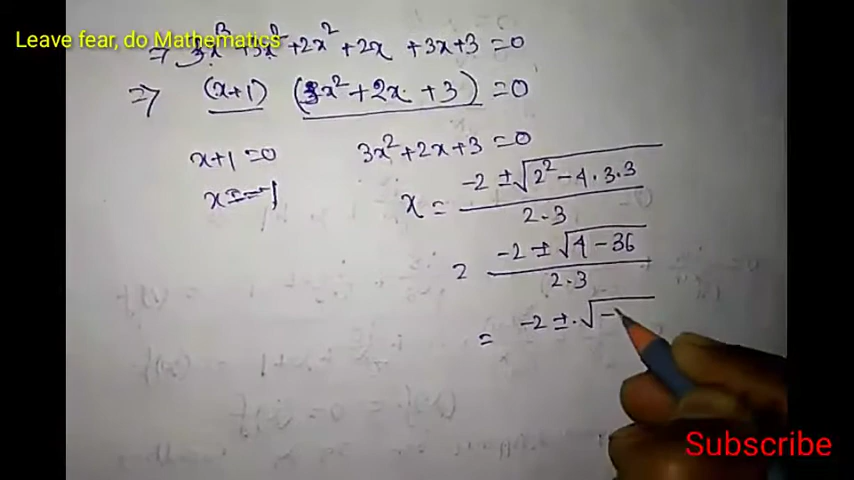 Leave fear, do Mathematics
⇒ 3x³+3x²+2x²+2x+3x+3=0
⇒ (x+1) (3x²+2x+3)=0
x+1=0 3x²+2x+3=0
x=-1 x= -2±√2²-4·3·3 / 2·3
= -2±√4-36 / 2·3
= -2±√-
Subscribe